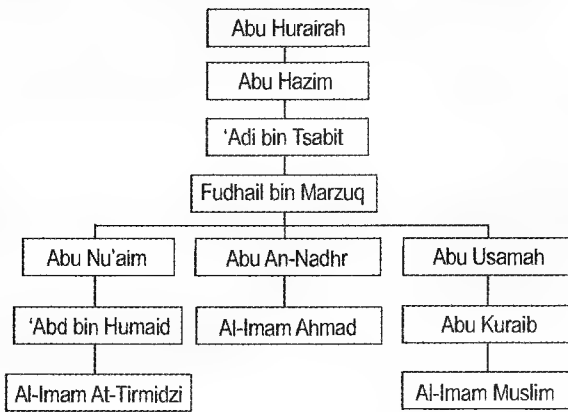 Abu Hurairah
Abu Hazim
‘Adi bin Tsabit
Fudhail bin Marzuq
Abu Nu’aim
Abu An-Nadhr
Abu Usamah
‘Abd bin Humaid
Al-Imam Ahmad
Abu Kuraib
Al-Imam At-Tirmidzi
Al-Imam Muslim